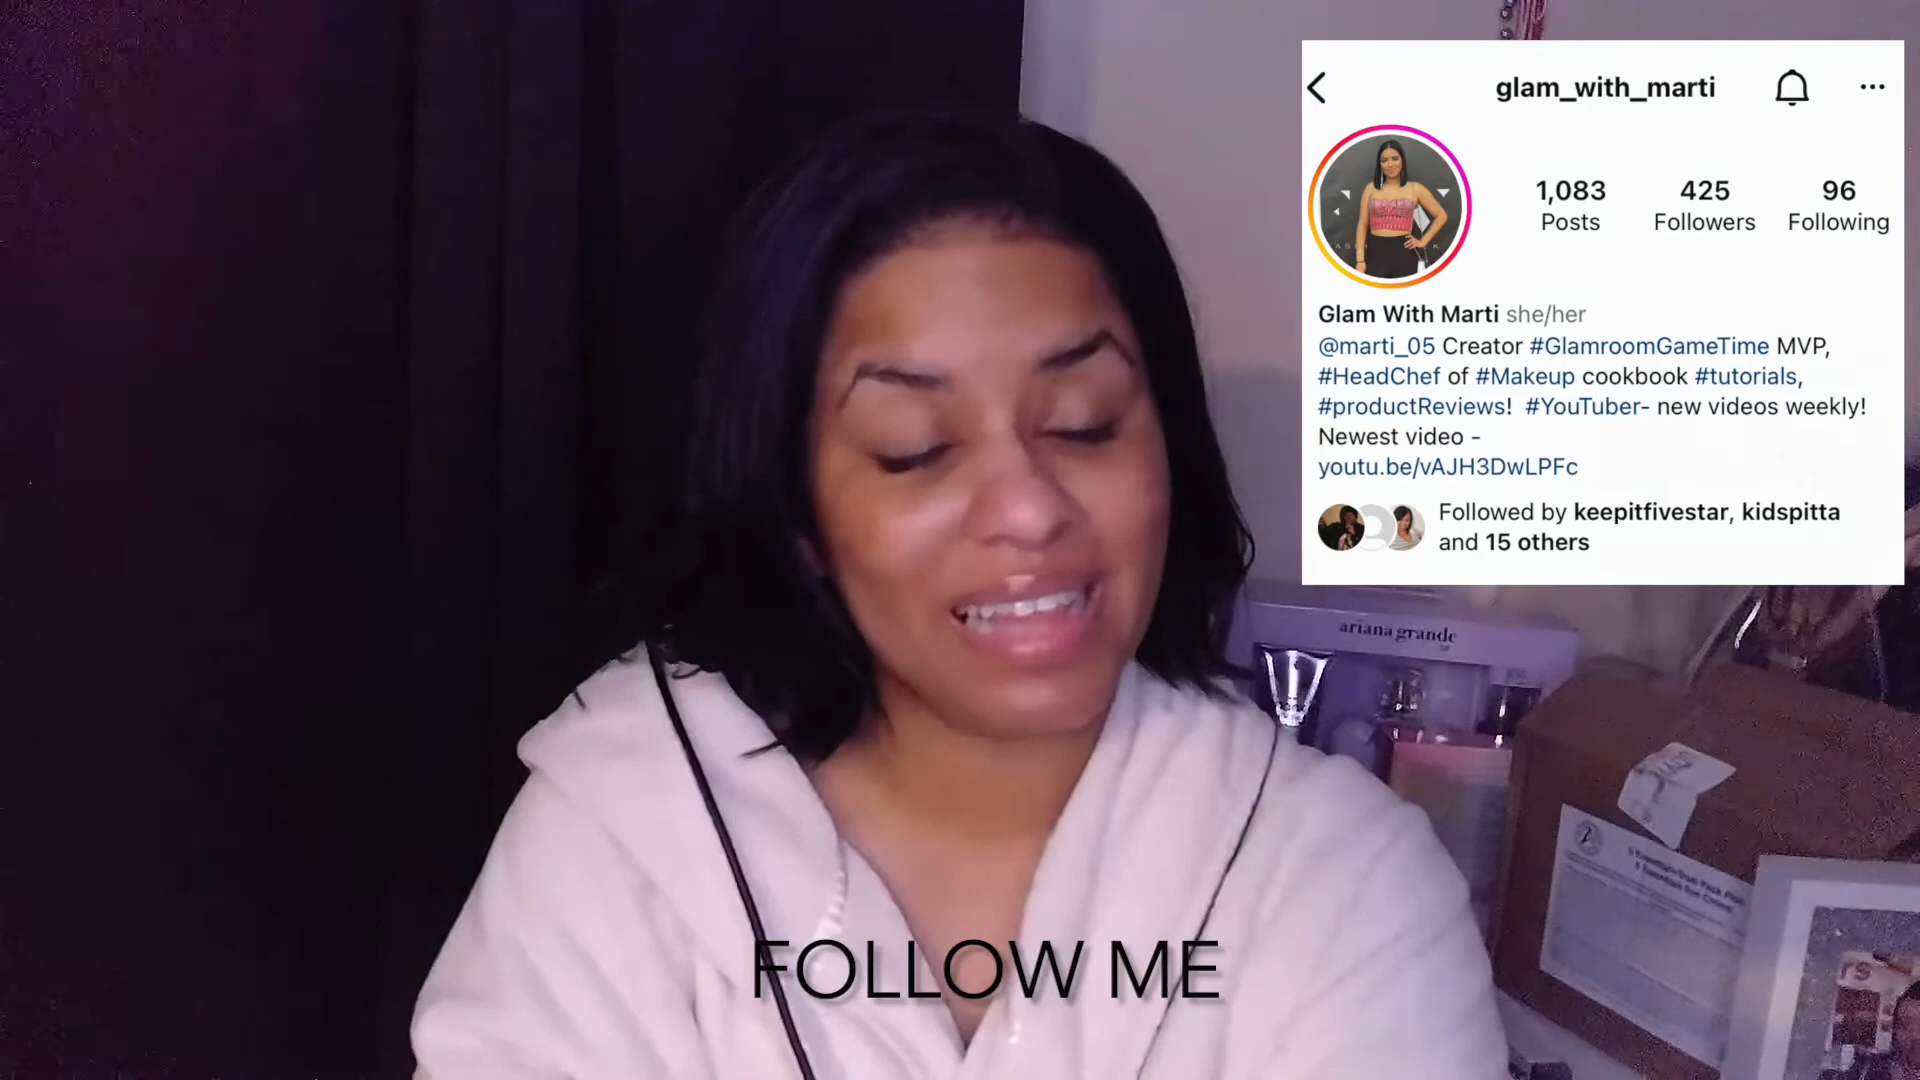 glam_with_marti
1,083 425 96
Posts Followers Following
Glam With Marti she/her
@marti_05 Creator #GlamroomGameTime MVP,
#HeadChef of #Makeup cookbook #tutorials,
#productReviews! #YouTuber- new videos weekly!
Newest video -
youtu.be/vAJH3DwLPFc
Followed by keepitfivestar, kidspitta
and 15 others
ariana grande
FOLLOW ME